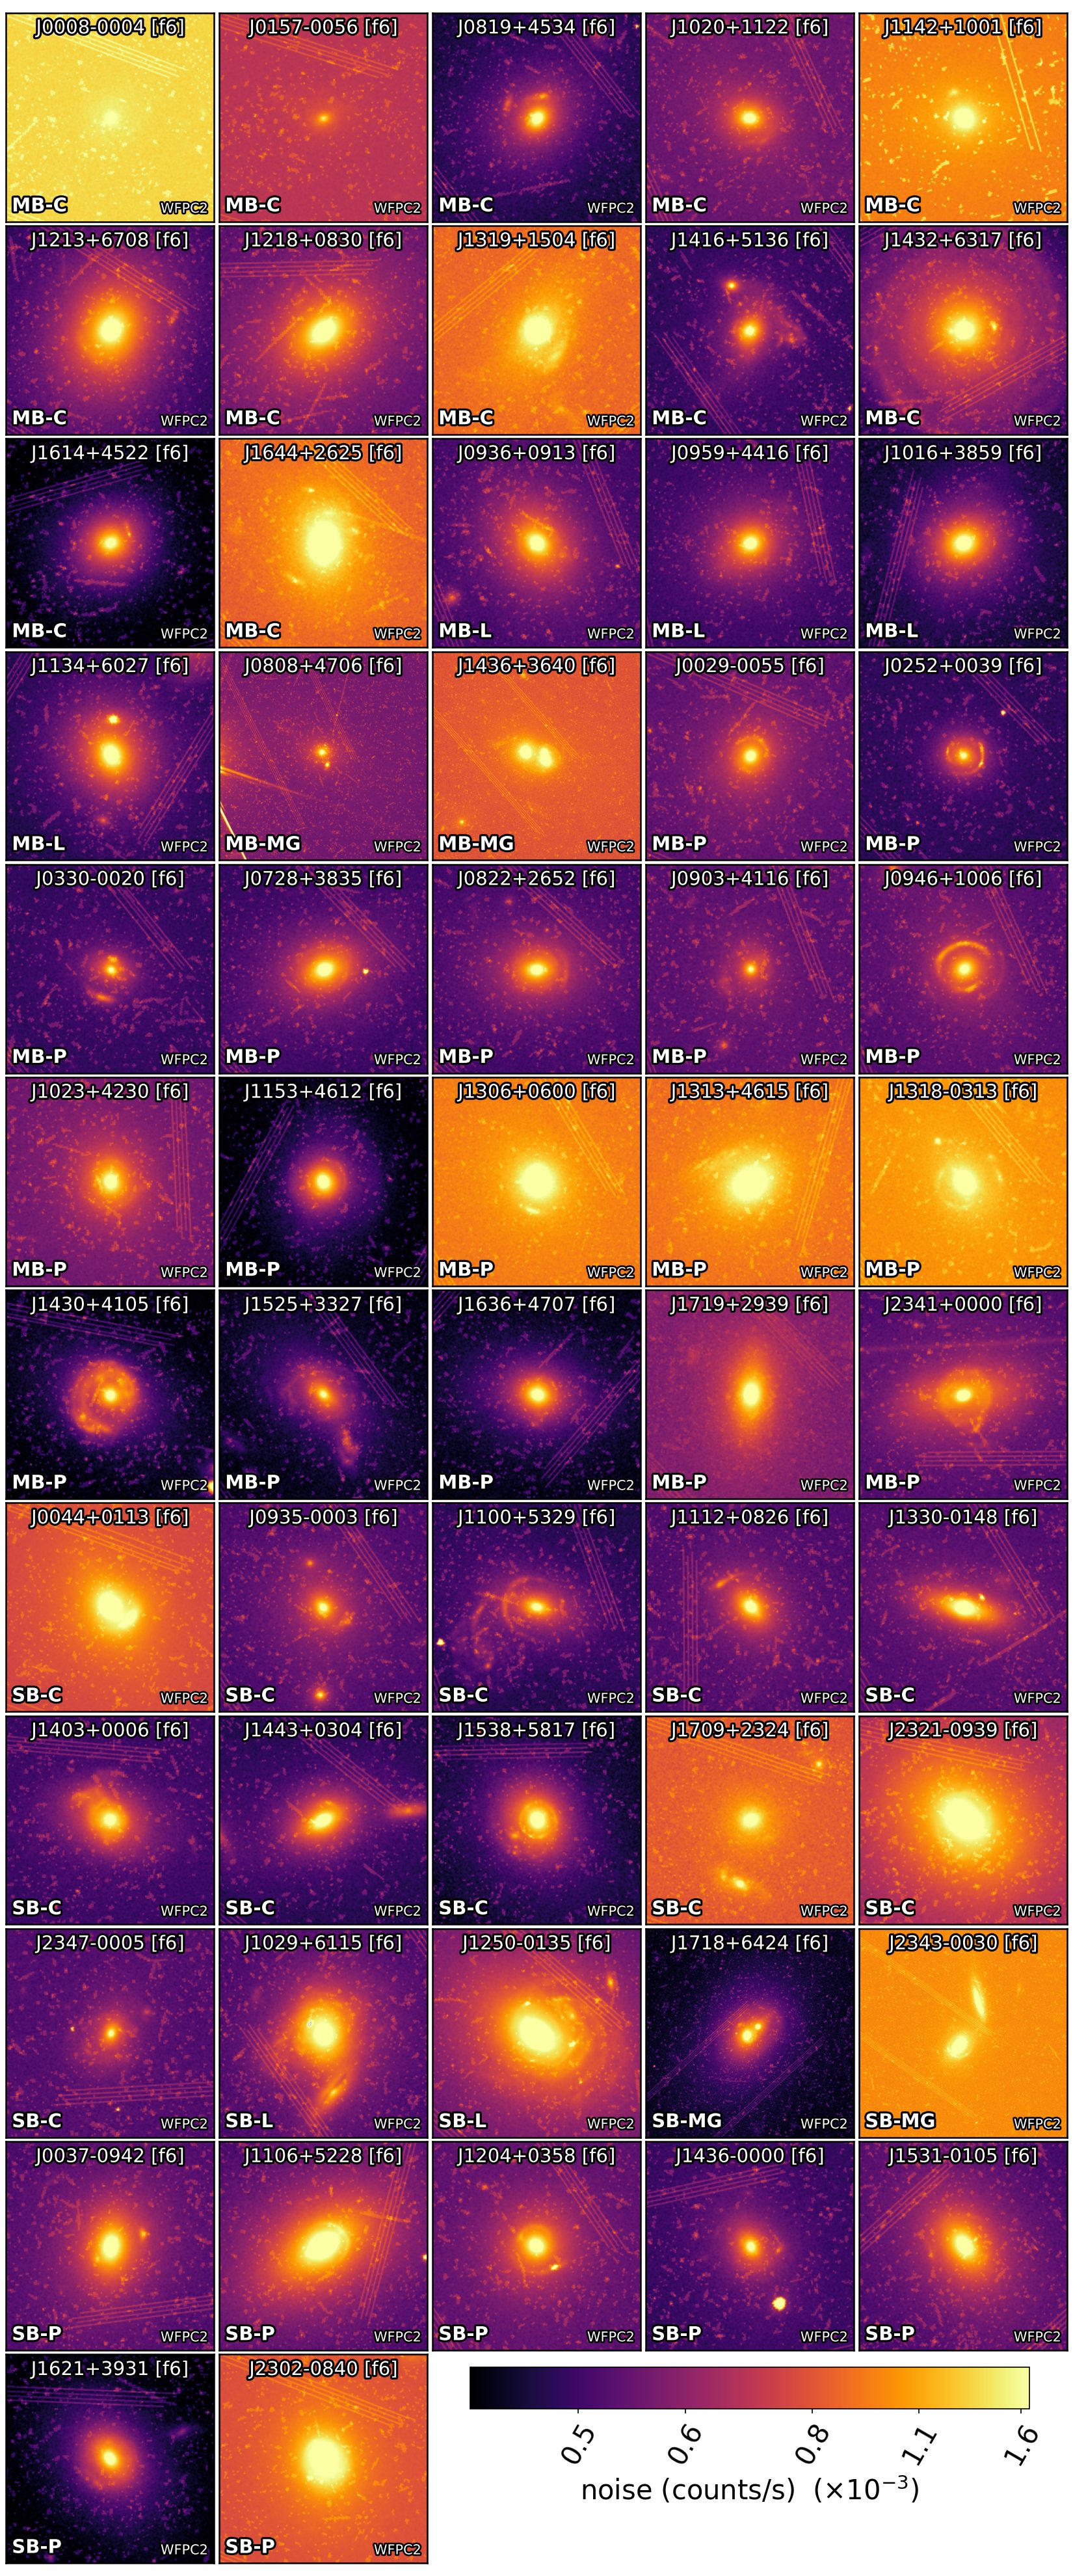 J0008-0004 [f6] J0157-0056 [f6] J0819+4534 [f6] J1020+1122 [f6] J1142+1001 [f6]
MB-C WFPC2 MB-C WFPC2 MB-C WFPC2 MB-C WFPC2 MB-C WFPC2
J1213+6708 [f6] J1218+0830 [f6] J1319+1504 [f6] J1416+5136 [f6] J1432+6317 [f6]
MB-C WFPC2 MB-C WFPC2 MB-C WFPC2 MB-C WFPC2 MB-C WFPC2
J1614+4522 [f6] J1644+2625 [f6] J0936+0913 [f6] J0959+4416 [f6] J1016+3859 [f6]
MB-C WFPC2 MB-C WFPC2 MB-L WFPC2 MB-L WFPC2 MB-L WFPC2
J1134+6027 [f6] J0808+4706 [f6] J1436+3640 [f6] J0029-0055 [f6] J0252+0039 [f6]
MB-L WFPC2 MB-MG WFPC2 MB-MG WFPC2 MB-P WFPC2 MB-P WFPC2
J0330-0020 [f6] J0728+3835 [f6] J0822+2652 [f6] J0903+4116 [f6] J0946+1006 [f6]
MB-P WFPC2 MB-P WFPC2 MB-P WFPC2 MB-P WFPC2 MB-P WFPC2
J1023+4230 [f6] J1153+4612 [f6] J1306+0600 [f6] J1313+4615 [f6] J1318-0313 [f6]
MB-P WFPC2 MB-P WFPC2 MB-P WFPC2 MB-P WFPC2 MB-P WFPC2
J1430+4105 [f6] J1525+3327 [f6] J1636+4707 [f6] J1719+2939 [f6] J2341+0000 [f6]
MB-P WFPC2 MB-P WFPC2 MB-P WFPC2 MB-P WFPC2 MB-P WFPC2
J0044+0113 [f6] J0935-0003 [f6] J1100+5329 [f6] J1112+0826 [f6] J1330-0148 [f6]
SB-C WFPC2 SB-C WFPC2 SB-C WFPC2 SB-C WFPC2 SB-C WFPC2
J1403+0006 [f6] J1443+0304 [f6] J1538+5817 [f6] J1709+2324 [f6] J2321-0939 [f6]
SB-C WFPC2 SB-C WFPC2 SB-C WFPC2 SB-C WFPC2 SB-C WFPC2
J2347-0005 [f6] J1029+6115 [f6] J1250-0135 [f6] J1718+6424 [f6] J2343-0030 [f6]
SB-C WFPC2 SB-L WFPC2 SB-L WFPC2 SB-MG WFPC2 SB-MG WFPC2
J0037-0942 [f6] J1106+5228 [f6] J1204+0358 [f6] J1436-0000 [f6] J1531-0105 [f6]
SB-P WFPC2 SB-P WFPC2 SB-P WFPC2 SB-P WFPC2 SB-P WFPC2
J1621+3931 [f6] J2302-0840 [f6]
SB-P WFPC2 SB-P WFPC2
0.5 0.6 0.8 1.1 1.6
noise (counts/s) (×10⁻³)